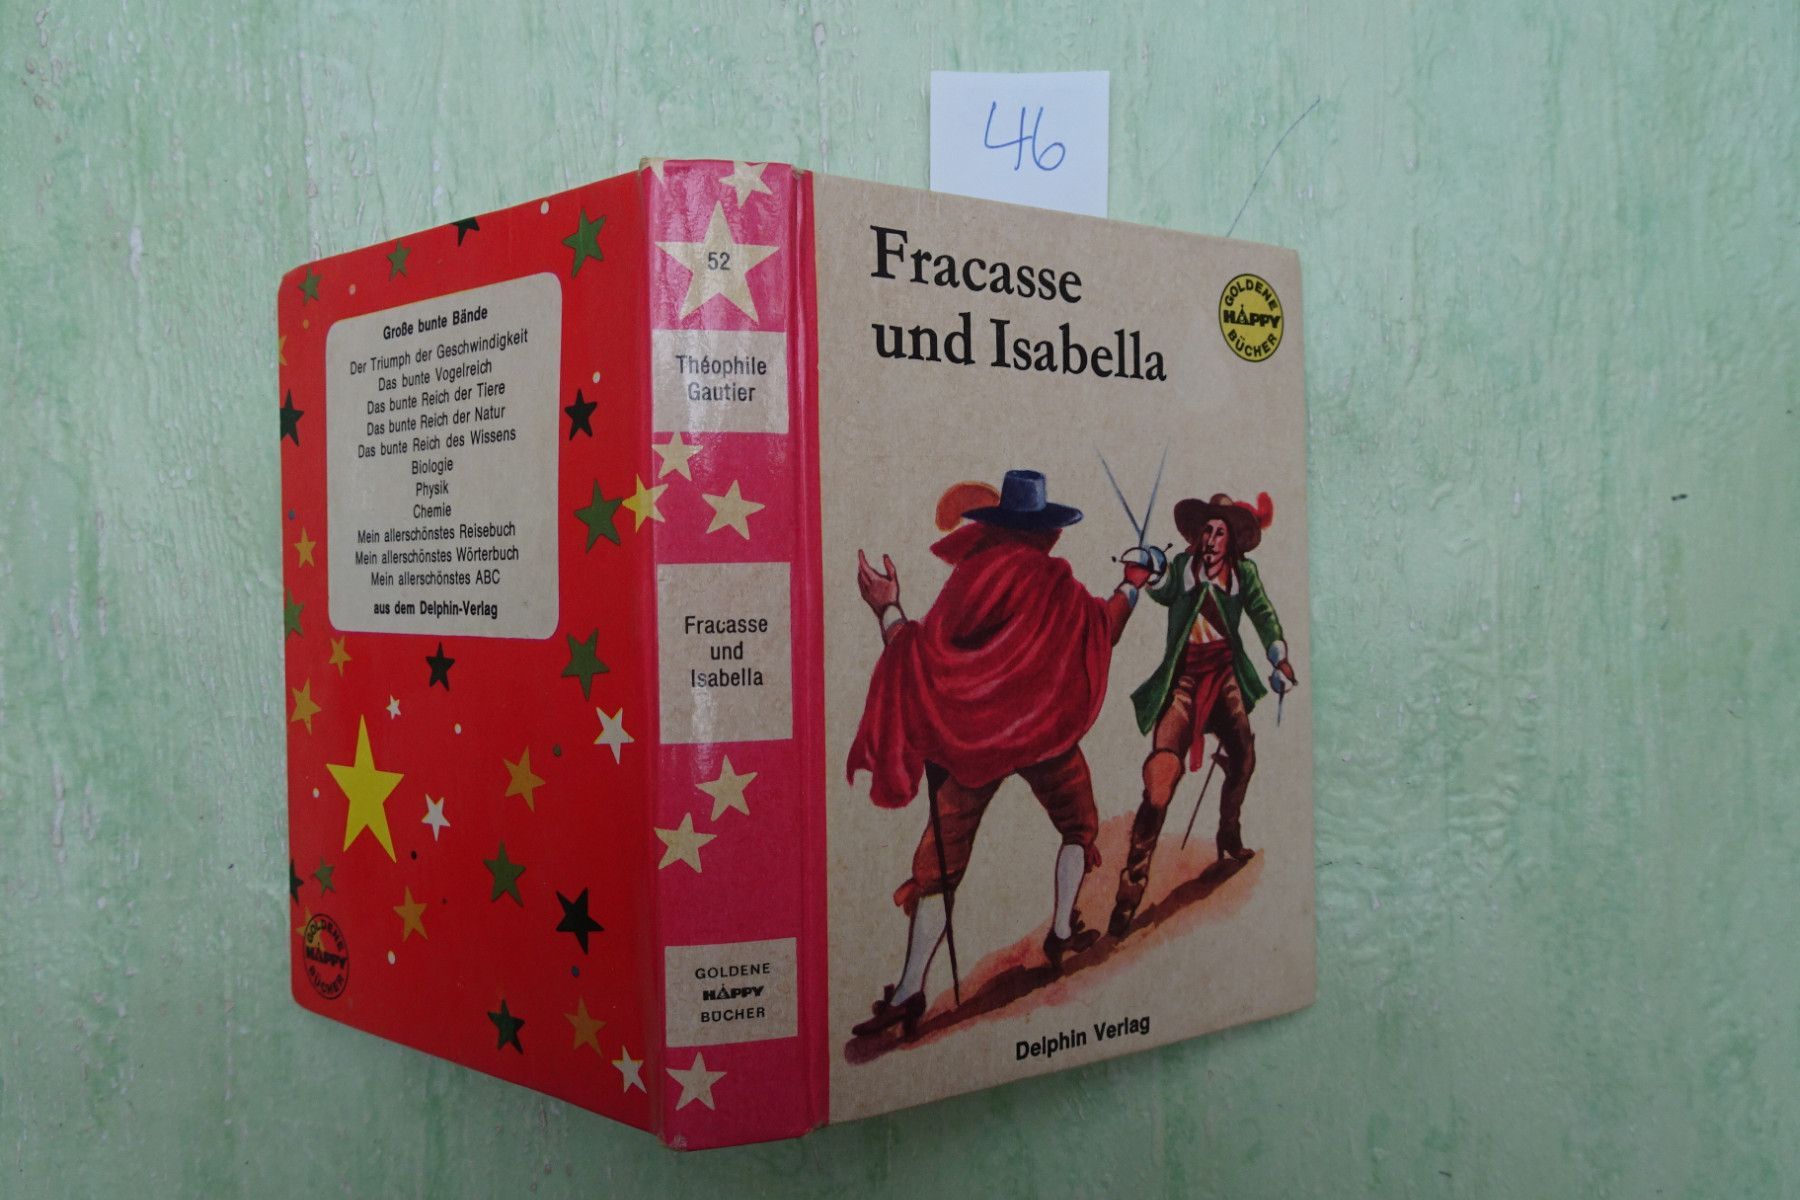 46
Große bunte Bände
Der Triumph der Geschwindigkeit
Das bunte Vogelreich
Das bunte Reich der Tiere
Das bunte Reich der Natur
Das bunte Reich des Wissens
Biologie
Physik
Chemie
Mein allerschönstes Reisebuch
Mein allerschönstes Wörterbuch
Mein allerschönstes ABC
aus dem Delphin-Verlag
GOLDENE
HAPPY
BÜCHER
52
Théophile
Gautier
Fracasse
und
Isabella
GOLDENE
HAPPY
BÜCHER
Fracasse
und Isabella
GOLDENE
HAPPY
BÜCHER
Delphin Verlag